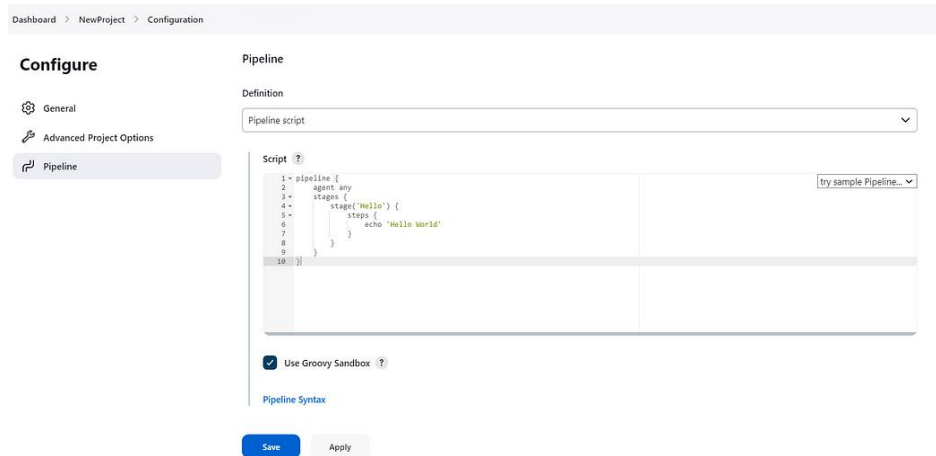 Dashboard > NewProject > Configuration
Configure
General
Advanced Project Options
Pipeline
Pipeline
Definition
Pipeline script
Script ?
try sample Pipeline...
1 pipeline {
2     agent any
3     stages {
4         stage('Hello') {
5             steps {
6                 echo 'Hello World'
7             }
8         }
9     }
10 }
Use Groovy Sandbox ?
Pipeline Syntax
Save Apply